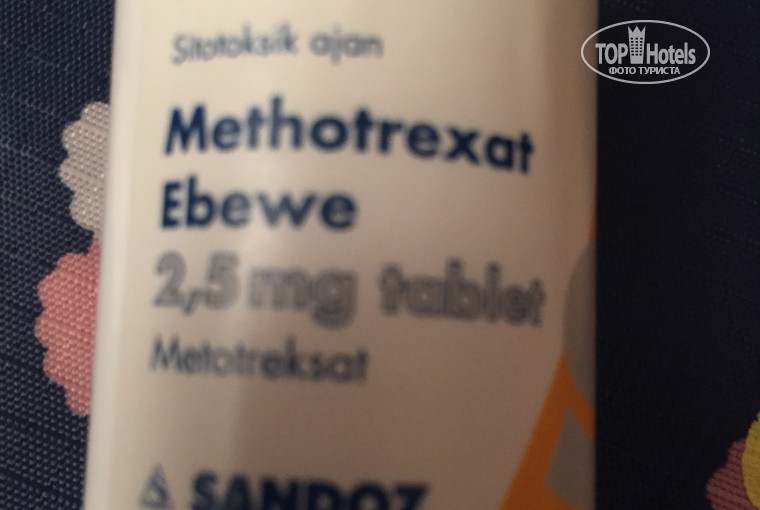 Sitotoksik ajan
TOP Hotels
ФОТО ТУРИСТА
Methotrexat
Ebewe
2,5 mg tablet
Metotreksat
SANDOZ